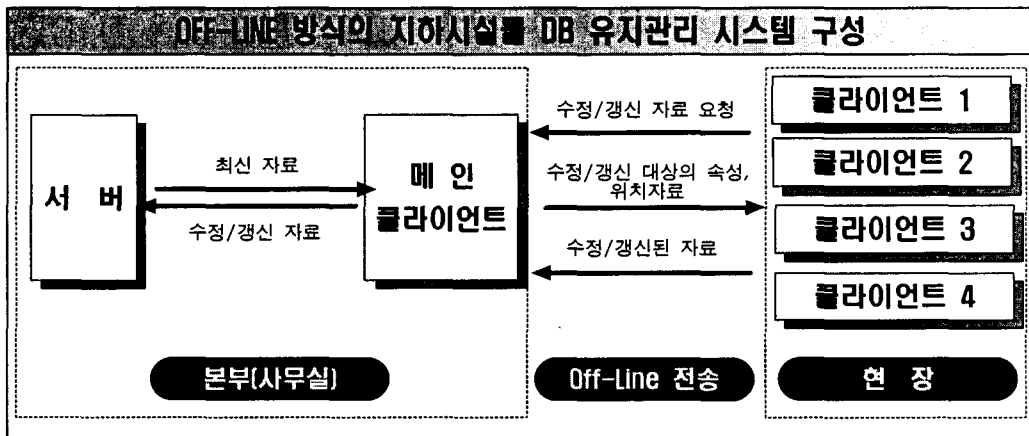 OFF-LINE 방식의 지하시설물 DB 유지관리 시스템 구성
서 버
최신 자료
수정/갱신 자료
메 인
클라이언트
수정/갱신 자료 요청
수정/갱신 대상의 속성,
위치자료
수정/갱신된 자료
클라이언트 1
클라이언트 2
클라이언트 3
클라이언트 4
본부(사무실)
Off-Line 전송
현 장